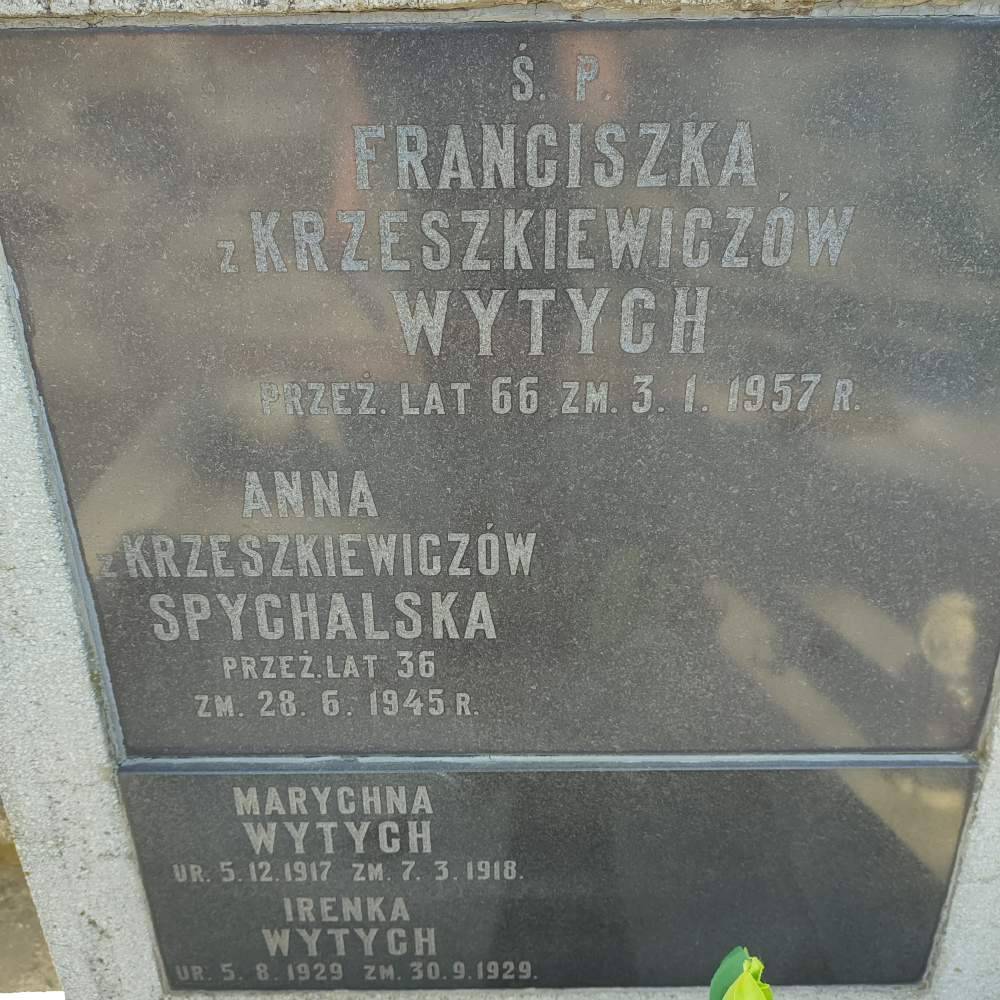 Ś. P.
FRANCISZKA
z KRZESZKIEWICZÓW
WYTYCH
PRZEŻ. LAT 66 ZM. 3. 1. 1957 R.
ANNA
z KRZESZKIEWICZÓW
SPYCHALSKA
PRZEŻ. LAT 36
ZM. 28. 6. 1945 R.
MARYCHNA
WYTYCH
UR. 5. 12. 1917 ZM. 7. 3. 1918.
IRENKA
WYTYCH
UR. 5. 8. 1929 ZM. 30. 9. 1929.